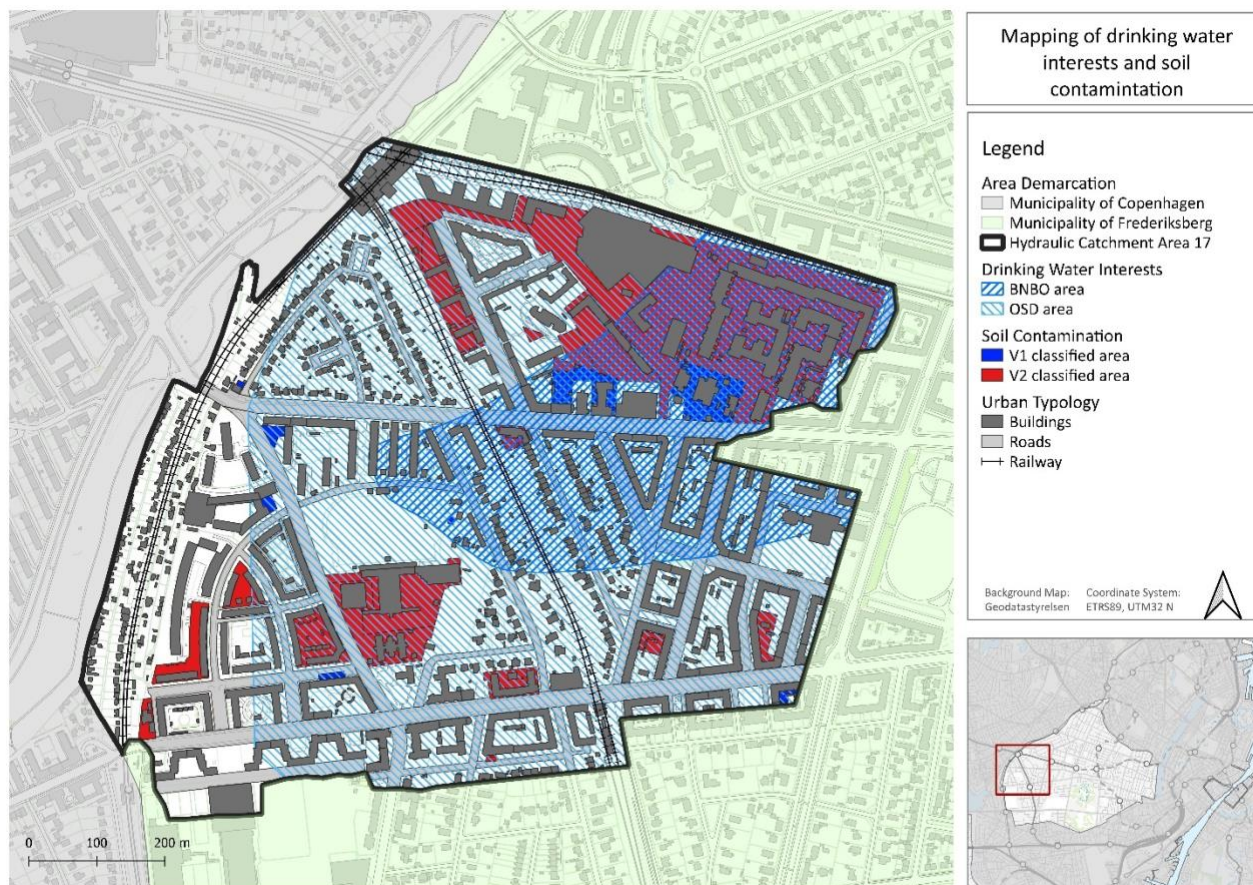 Mapping of drinking water
interests and soil
contamintation
Legend
Area Demarcation
Municipality of Copenhagen
Municipality of Frederiksberg
Hydraulic Catchment Area 17
Drinking Water Interests
BNBO area
OSD area
Soil Contamination
V1 classified area
V2 classified area
Urban Typology
Buildings
Roads
Railway
Background Map: Coordinate System:
Geodatastyrelsen ETRS89, UTM32 N
0 100 200 m